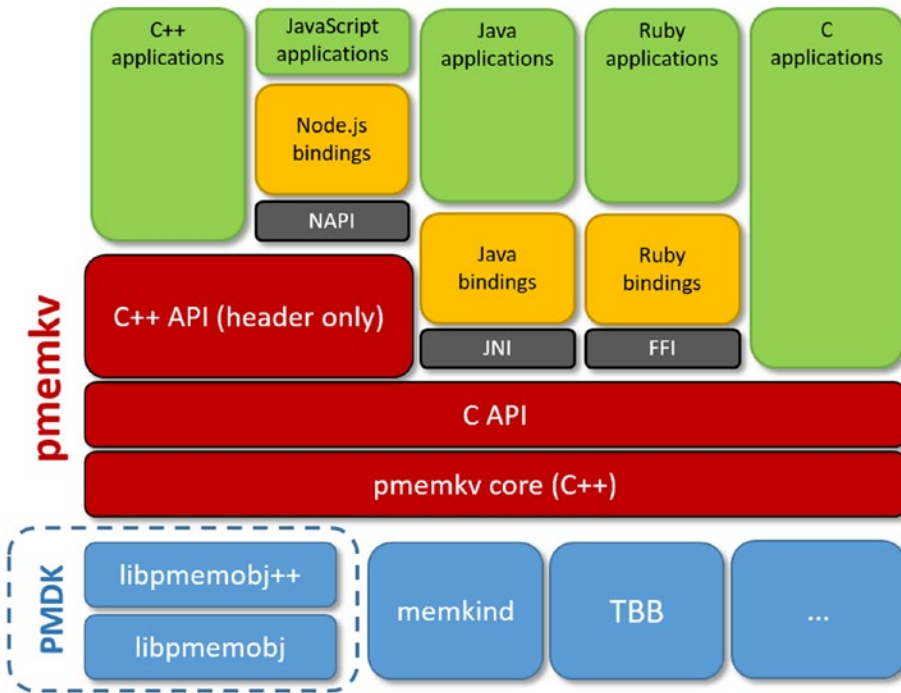 C++
applications
JavaScript
applications
Java
applications
Ruby
applications
C
applications
Node.js
bindings
NAPI
Java
bindings
Ruby
bindings
JNI
FFI
pmemkv
C++ API (header only)
C API
pmemkv core (C++)
PMDK
libpmemobj++
libpmemobj
memkind
TBB
...